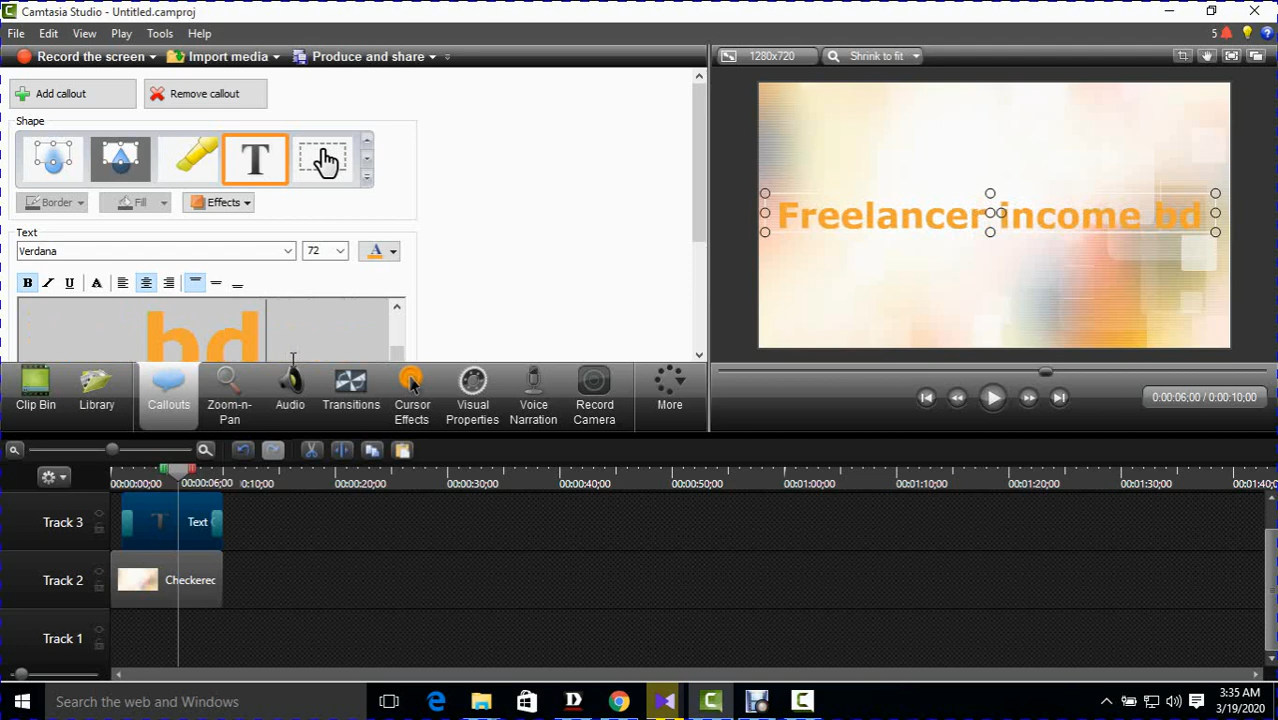 Camtasia Studio - Untitled.camproj
File Edit View Play Tools Help
5
Record the screen Import media Produce and share
1280x720 Shrink to fit
Add callout Remove callout
Shape
T
Border Fill Effects
Text
Verdana 72 A
B I U A
bd
Freelancer income bd
Clip Bin Library Callouts Zoom-n-Pan Audio Transitions Cursor Effects Visual Properties Voice Narration Record Camera More
0:00:06;00 / 0:00:10;00
00:00:00;00 00:00:06;00 :0:10;00 00:00:20;00 00:00:30;00 00:00:40;00 00:00:50;00 00:01:00;00 00:01:10;00 00:01:20;00 00:01:30;00 00:01:40;0
Track 3 T Text
Track 2 Checkerec
Track 1
Search the web and Windows
3:35 AM
3/19/2020